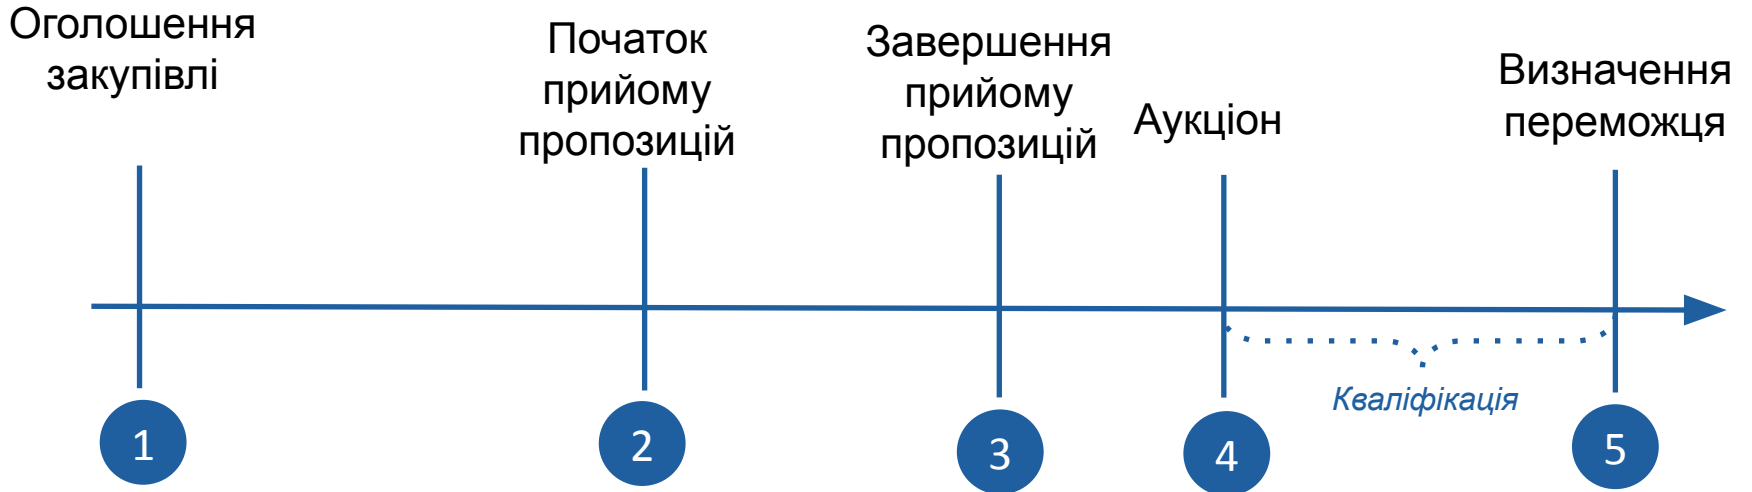 Оголошення
закупівлі
Початок
прийому
пропозицій
Завершення
прийому
пропозицій
Аукціон
Визначення
переможця
Кваліфікація
1
2
3
4
5